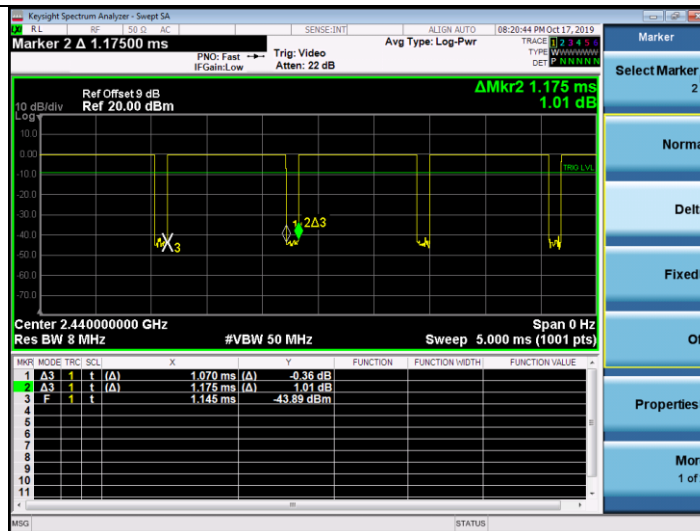 Keysight Spectrum Analyzer - Swept SA
RL RF 50 Ω AC SENSE:INT ALIGN AUTO 08:20:44 PM Oct 17, 2019
Marker 2 Δ 1.17500 ms
PNO: Fast
IFGain:Low
Trig: Video
Atten: 22 dB
Avg Type: Log-Pwr
TRACE 1 2 3 4 5 6
TYPE WWWWWW
DET P N N N N N
Ref Offset 9 dB
10 dB/div Ref 20.00 dBm
Log
ΔMkr2 1.175 ms
1.01 dB
10.0
0.00
-10.0
-20.0
-30.0
-40.0
-50.0
-60.0
-70.0
TRIG LVL
3
2Δ3
Center 2.440000000 GHz Span 0 Hz
Res BW 8 MHz #VBW 50 MHz Sweep 5.000 ms (1001 pts)
MKR MODE TRC SCL X Y FUNCTION FUNCTION WIDTH FUNCTION VALUE
1 Δ3 1 t (Δ) 1.070 ms (Δ) -0.36 dB
2 Δ3 1 t (Δ) 1.175 ms (Δ) 1.01 dB
3 F 1 t 1.145 ms -43.89 dBm
4
5
6
7
8
9
10
11
MSG STATUS
Marker
Select Marker
2
Norma
Delt
Fixed
Of
Properties
Mor
1 of